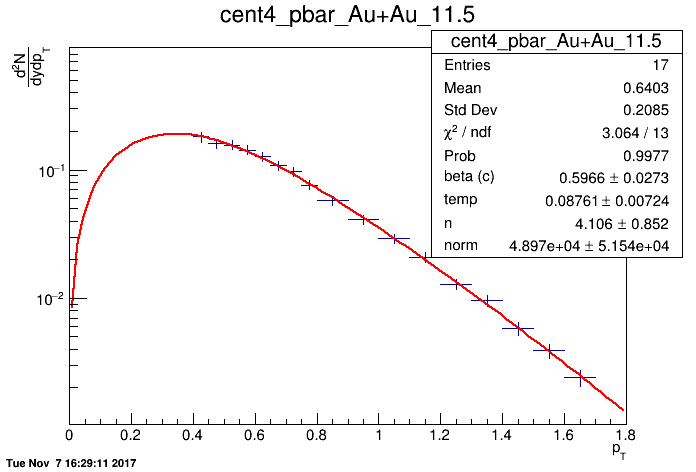 cent4_pbar_Au+Au_11.5
d²N
dydp_T
cent4_pbar_Au+Au_11.5
Entries 17
Mean 0.6403
Std Dev 0.2085
χ² / ndf 3.064 / 13
Prob 0.9977
beta (c) 0.5966 ± 0.0273
temp 0.08761 ± 0.00724
n 4.106 ± 0.852
norm 4.897e+04 ± 5.154e+04
10⁻¹
10⁻²
0 0.2 0.4 0.6 0.8 1 1.2 1.4 1.6 1.8
p_T
Tue Nov 7 16:29:11 2017